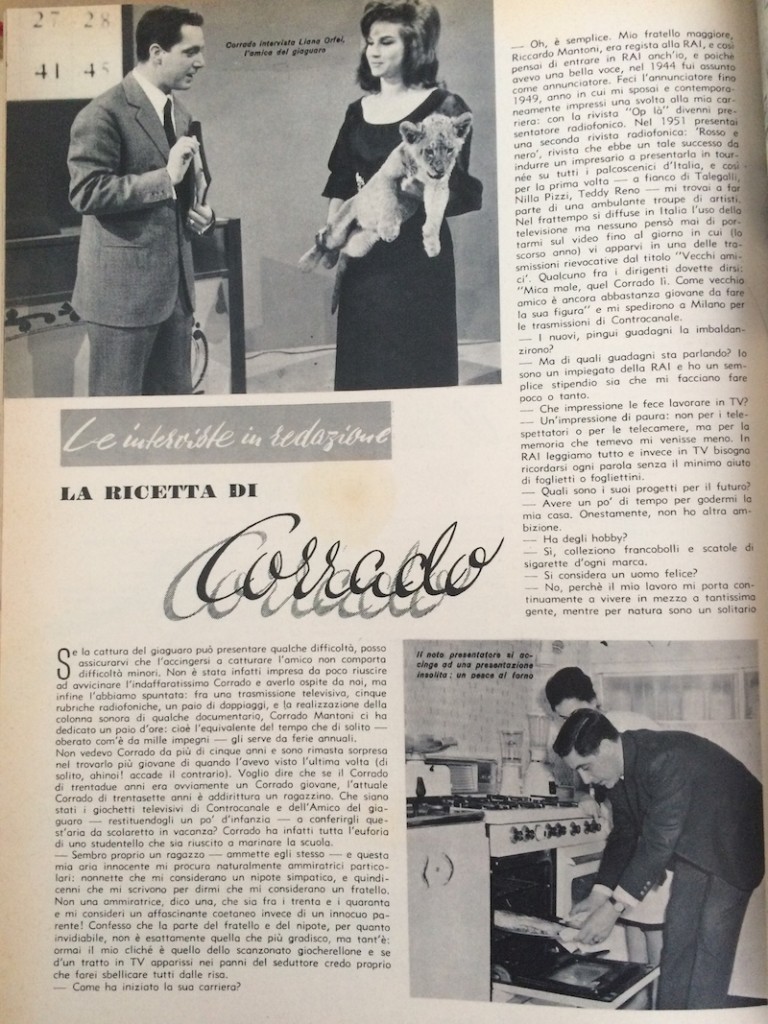 27 28
41 45
Corrado intervista Liana Orfei,
l'amica del giaguaro
Le interviste in redazione
LA RICETTA DI
Corrado
Se la cattura del giaguaro può presentare qualche difficoltà, posso
assicurarvi che l'accingersi a catturare l'amico non comporta
difficoltà minori. Non è stata infatti impresa da poco riuscire
ad avvicinare l'indaffaratissimo Corrado e averlo ospite da noi, ma
infine l'abbiamo spuntata: fra una trasmissione televisiva, cinque
rubriche radiofoniche, un paio di doppiaggi, e la realizzazione della
colonna sonora di qualche documentario, Corrado Mantoni ci ha
dedicato un paio d'ore: cioè l'equivalente del tempo che di solito —
oberato com'è da mille impegni — gli serve da ferie annuali.
Non vedevo Corrado da più di cinque anni e sono rimasta sorpresa
nel trovarlo più giovane di quando l'avevo visto l'ultima volta (di
solito, ahinoi! accade il contrario). Voglio dire che se il Corrado
di trentadue anni era ovviamente un Corrado giovane, l'attuale
Corrado di trentasette anni è addirittura un ragazzino. Che siano
stati i giochetti televisivi di Controcanale e dell'Amico del gia-
guaro — restituendogli un po' d'infanzia — a conferirgli que-
st'aria da scolaretto in vacanza? Corrado ha infatti tutta l'euforia
di uno studentello che sia riuscito a marinare la scuola.
— Sembro proprio un ragazzo — ammette egli stesso — e questa
mia aria innocente mi procura naturalmente ammiratrici partico-
lari: nonnette che mi considerano un nipote simpatico, e quindi-
cenni che mi scrivono per dirmi che mi considerano un fratello.
Non una ammiratrice, dico una, che sia fra i trenta e i quaranta
e mi consideri un affascinante coetaneo invece di un innocuo pa-
rente! Confesso che la parte del fratello e del nipote, per quanto
invidiabile, non è esattamente quella che più gradisco, ma tant'è:
ormai il mio cliché è quello dello scanzonato giocherellone e se
d'un tratto in TV apparissi nei panni del seduttore credo proprio
che farei sbellicare tutti dalle risa.
— Come ha iniziato la sua carriera?
— Oh, è semplice. Mio fratello maggiore,
Riccardo Mantoni, era regista alla RAI, e così
pensai di entrare in RAI anch'io, e poichè
avevo una bella voce, nel 1944 fui assunto
come annunciatore. Feci l'annunciatore fino
1949, anno in cui mi sposai e contempora-
neamente impressi una svolta alla mia car-
riera: con la rivista "Op là" divenni pre-
sentatore radiofonico. Nel 1951 presentai
una seconda rivista radiofonica: 'Rosso e
nero', rivista che ebbe un tale successo da
indurre un impresario a presentarla in tour-
née su tutti i palcoscenici d'Italia, e così
per la prima volta — a fianco di Talegalli,
Nilla Pizzi, Teddy Reno — mi trovai a far
parte di una ambulante troupe di artisti.
Nel frattempo si diffuse in Italia l'uso della
televisione ma nessuno pensò mai di por-
tarmi sul video fino al giorno in cui (lo
scorso anno) vi apparvi in una delle tra-
smissioni rievocative dal titolo "Vecchi ami-
ci'. Qualcuno fra i dirigenti dovette dirsi:
"Mica male, quel Corrado lì. Come vecchio
amico è ancora abbastanza giovane da fare
la sua figura" e mi spedirono a Milano per
le trasmissioni di Controcanale.
— I nuovi, pingui guadagni la imbaldan-
zirono?
— Ma di quali guadagni sta parlando? Io
sono un impiegato della RAI e ho un sem-
plice stipendio sia che mi facciano fare
poco o tanto.
— Che impressione le fece lavorare in TV?
— Un'impressione di paura: non per i tele-
spettatori o per le telecamere, ma per la
memoria che temevo mi venisse meno. In
RAI leggiamo tutto e invece in TV bisogna
ricordarsi ogni parola senza il minimo aiuto
di foglietti o fogliettini.
— Quali sono i suoi progetti per il futuro?
— Avere un po' di tempo per godermi la
mia casa. Onestamente, non ho altra am-
bizione.
— Ha degli hobby?
— Sì, colleziono francobolli e scatole di
sigarette d'ogni marca.
— Si considera un uomo felice?
— No, perchè il mio lavoro mi porta con-
tinuamente a vivere in mezzo a tantissima
gente, mentre per natura sono un solitario
Il noto presentatore si ac-
cinge ad una presentazione
insolita: un pesce al forno